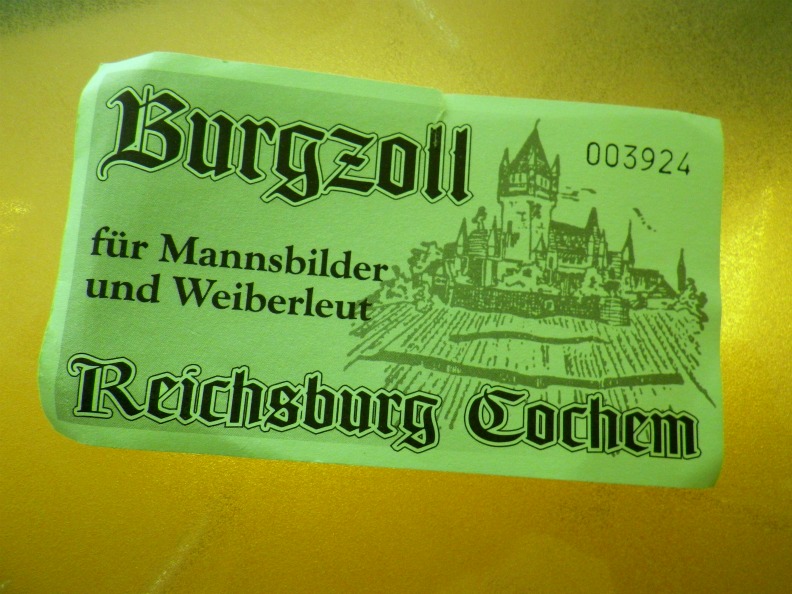 Burgzoll
003924
für Mannsbilder
und Weiberleut
Reichsburg Cochem